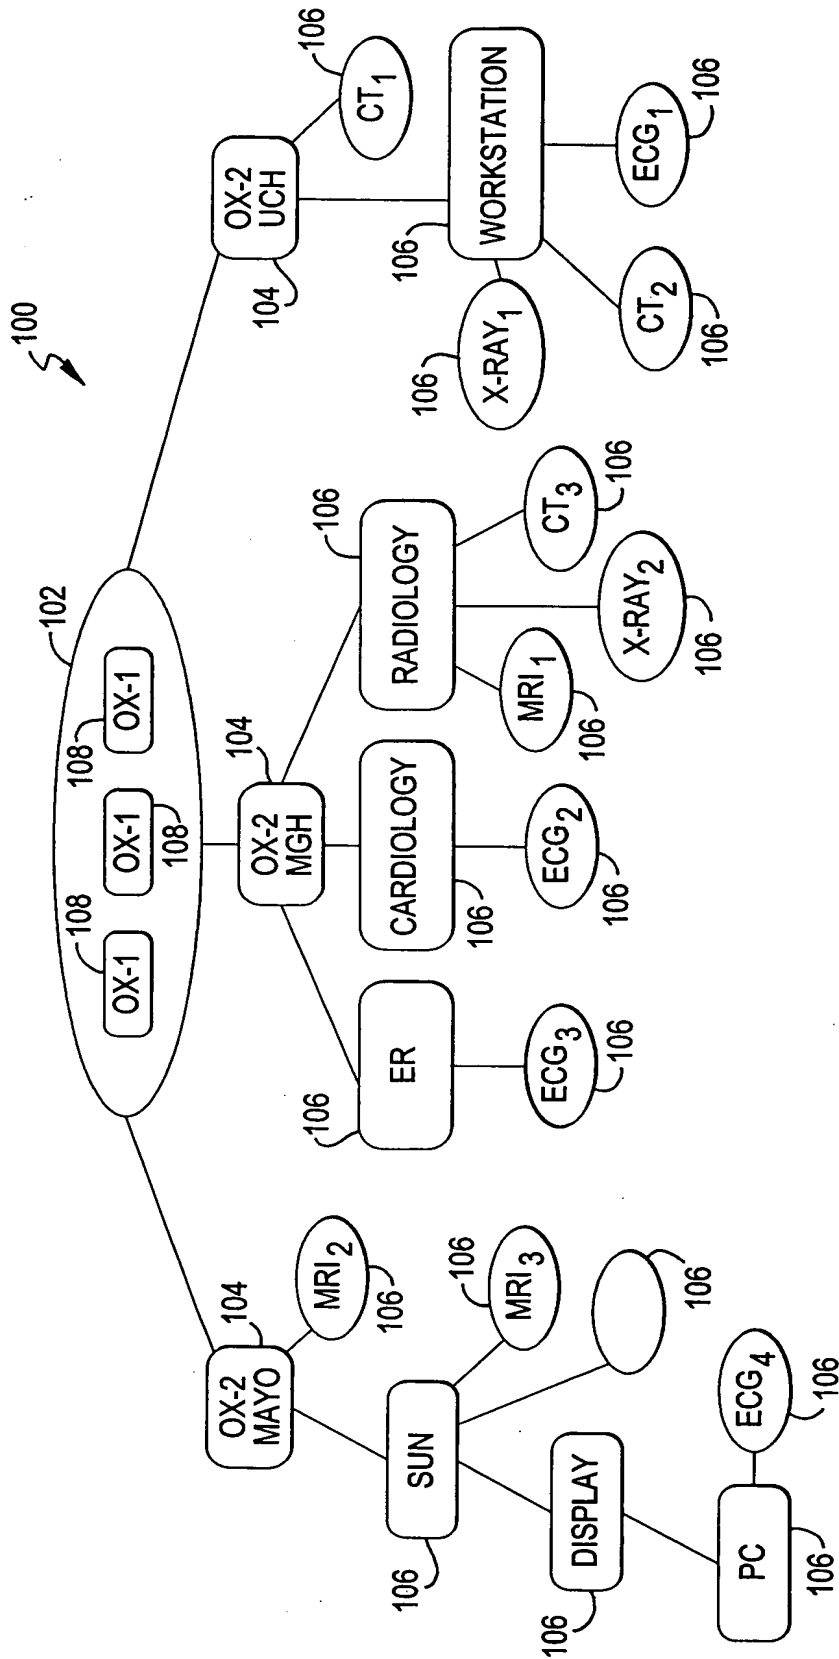 100
102
108
OX-1
OX-1
108
108
OX-1
OX-2
MAYO
104
MRI2
106
SUN
106
MRI3
106
106
DISPLAY
106
PC
106
ECG4
106
OX-2
MGH
104
ER
106
ECG3
106
CARDIOLOGY
106
ECG2
106
RADIOLOGY
106
MRI1
106
X-RAY2
106
CT3
106
OX-2
UCH
104
CT1
106
WORKSTATION
106
X-RAY1
106
CT2
106
ECG1
106